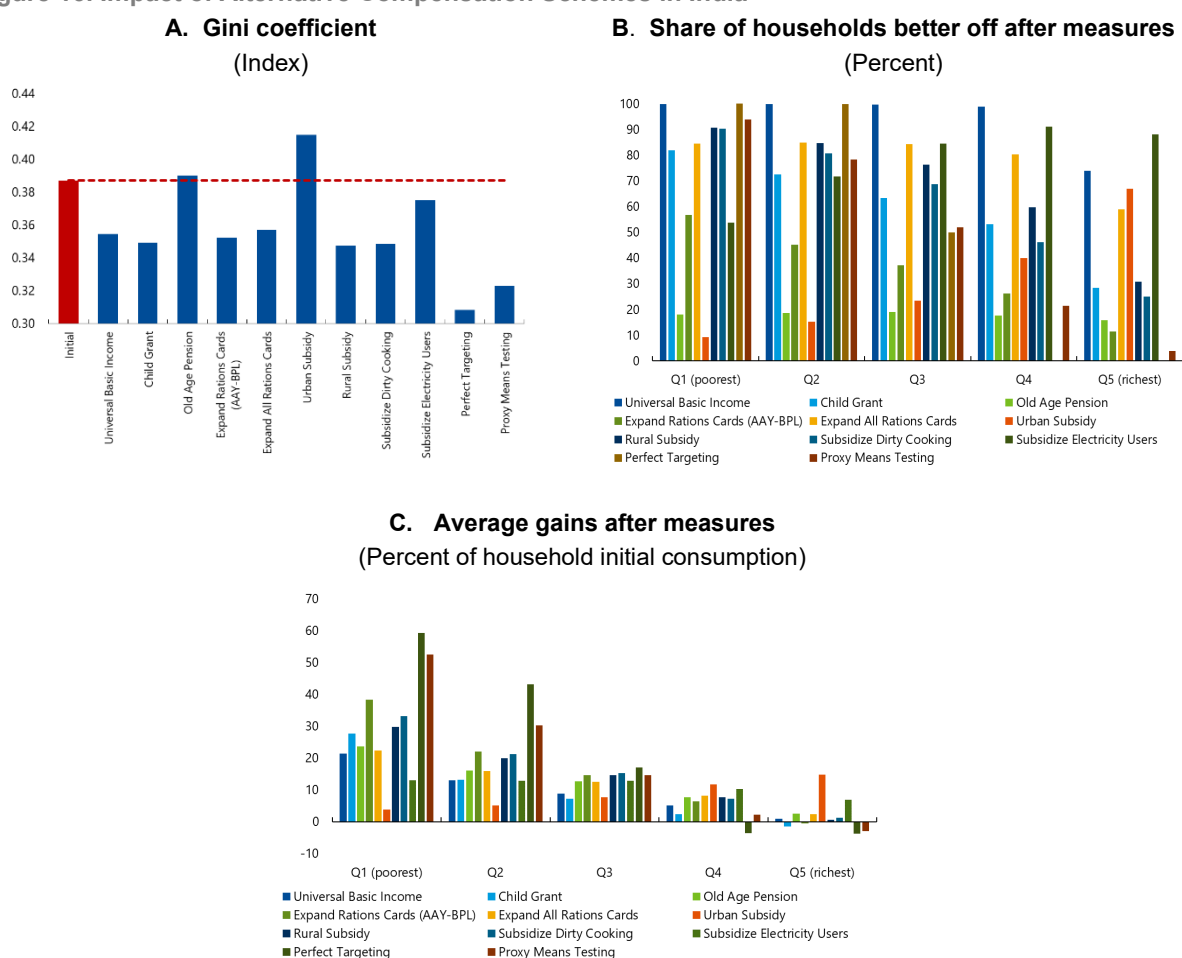 A. Gini coefficient
(Index)
0.44
0.42
0.40
0.38
0.36
0.34
0.32
0.30
Initial
Universal Basic Income
Child Grant
Old Age Pension
Expand Rations Cards
(AAY-BPL)
Expand All Rations Cards
Urban Subsidy
Rural Subsidy
Subsidize Dirty Cooking
Subsidize Electricity Users
Perfect Targeting
Proxy Means Testing
B. Share of households better off after measures
(Percent)
100
90
80
70
60
50
40
30
20
10
0
Q1 (poorest) Q2 Q3 Q4 Q5 (richest)
Universal Basic Income Child Grant Old Age Pension
Expand Rations Cards (AAY-BPL) Expand All Rations Cards Urban Subsidy
Rural Subsidy Subsidize Dirty Cooking Subsidize Electricity Users
Perfect Targeting Proxy Means Testing
C. Average gains after measures
(Percent of household initial consumption)
70
60
50
40
30
20
10
0
-10
Q1 (poorest) Q2 Q3 Q4 Q5 (richest)
Universal Basic Income Child Grant Old Age Pension
Expand Rations Cards (AAY-BPL) Expand All Rations Cards Urban Subsidy
Rural Subsidy Subsidize Dirty Cooking Subsidize Electricity Users
Perfect Targeting Proxy Means Testing